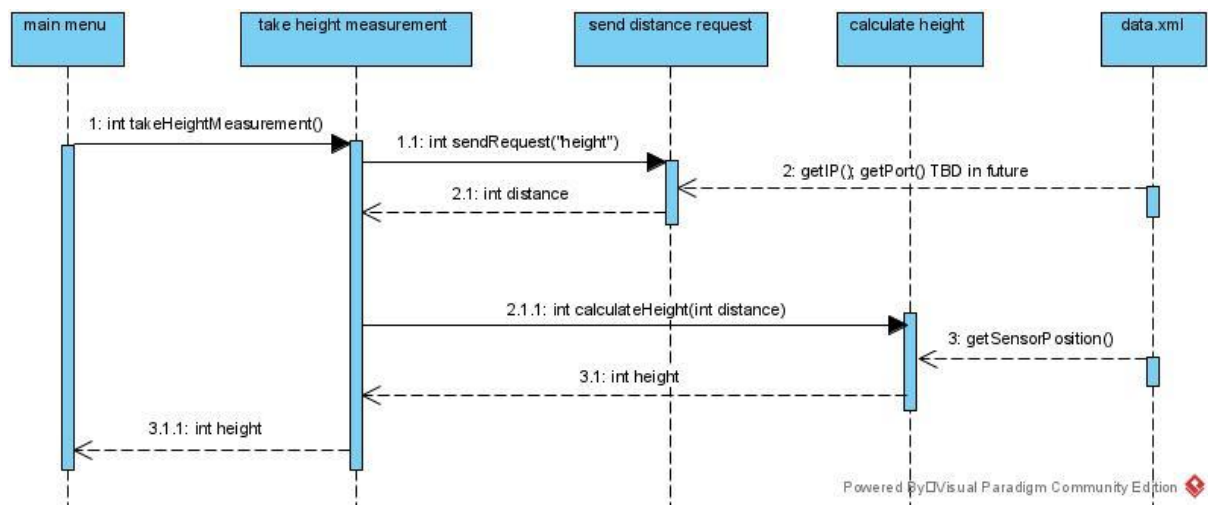 main menu
take height measurement
send distance request
calculate height
data.xml
1: int takeHeightMeasurement()
1.1: int sendRequest("height")
2: getIP(); getPort() TBD in future
2.1: int distance
2.1.1: int calculateHeight(int distance)
3: getSensorPosition()
3.1: int height
3.1.1: int height
Powered By□Visual Paradigm Community Edition